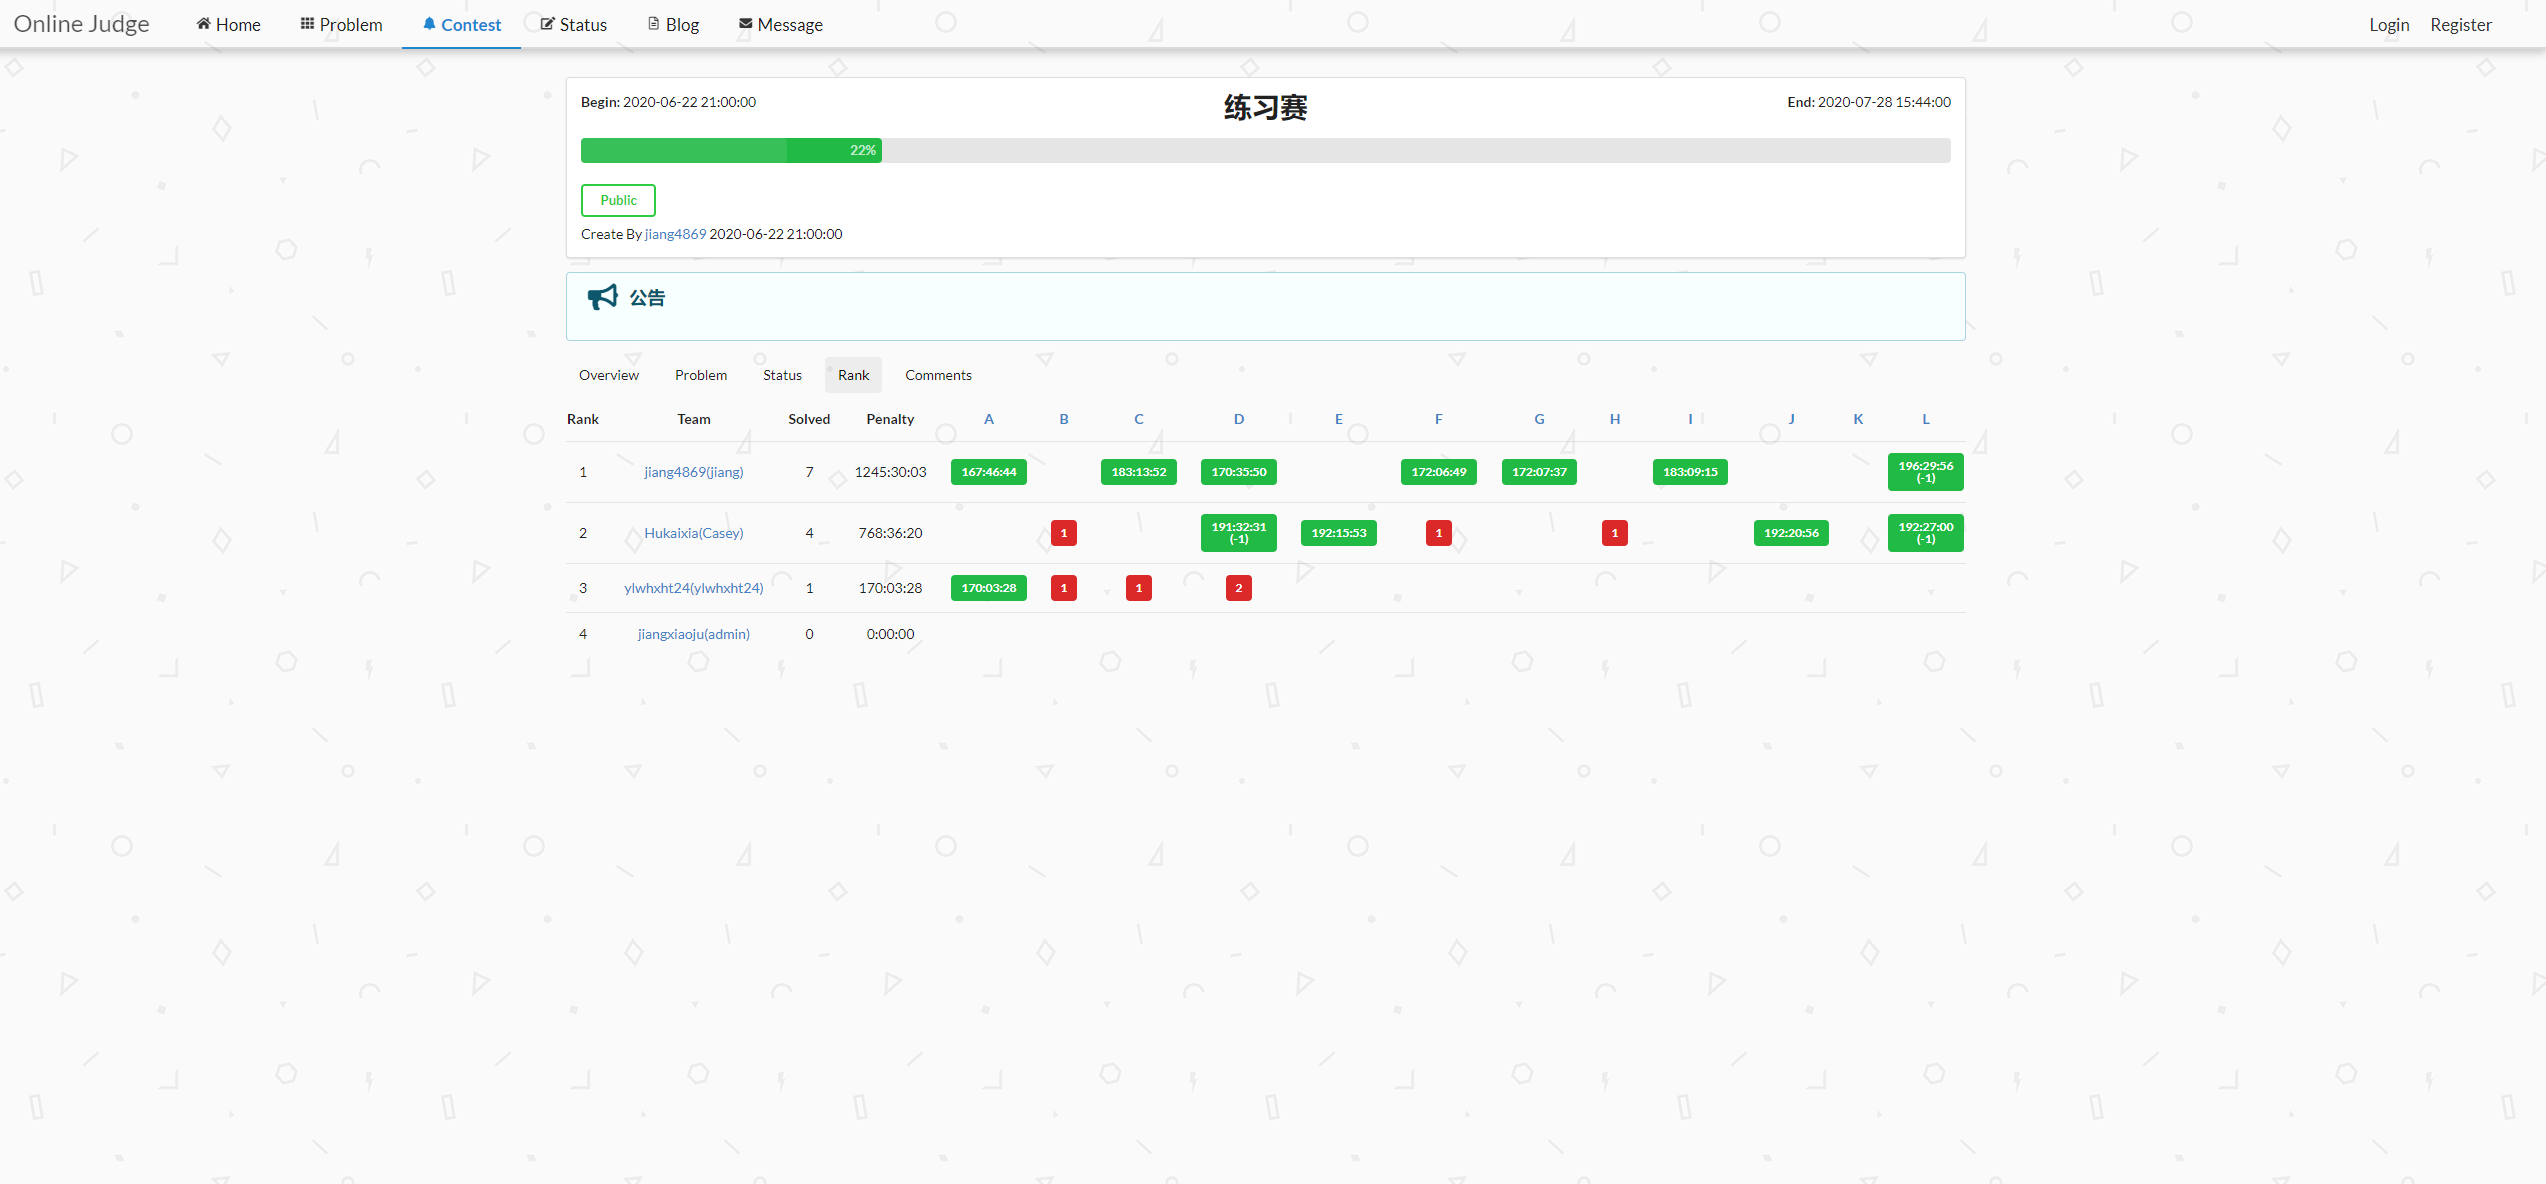 Online Judge Home Problem Contest Status Blog Message Login Register
Begin: 2020-06-22 21:00:00 练习赛 End: 2020-07-28 15:44:00
22%
Public
Create By jiang4869 2020-06-22 21:00:00
公告
Overview Problem Status Rank Comments
Rank Team Solved Penalty A B C D E F G H I J K L
1 jiang4869(jiang) 7 1245:30:03 167:46:44 183:13:52 170:35:50 172:06:49 172:07:37 183:09:15 196:29:56
(-1)
2 Hukaixia(Casey) 4 768:36:20 1 191:32:31 192:15:53 1 1 192:20:56 192:27:00
(-1) (-1)
3 ylwhxht24(ylwhxht24) 1 170:03:28 170:03:28 1 1 2
4 jiangxiaoju(admin) 0 0:00:00